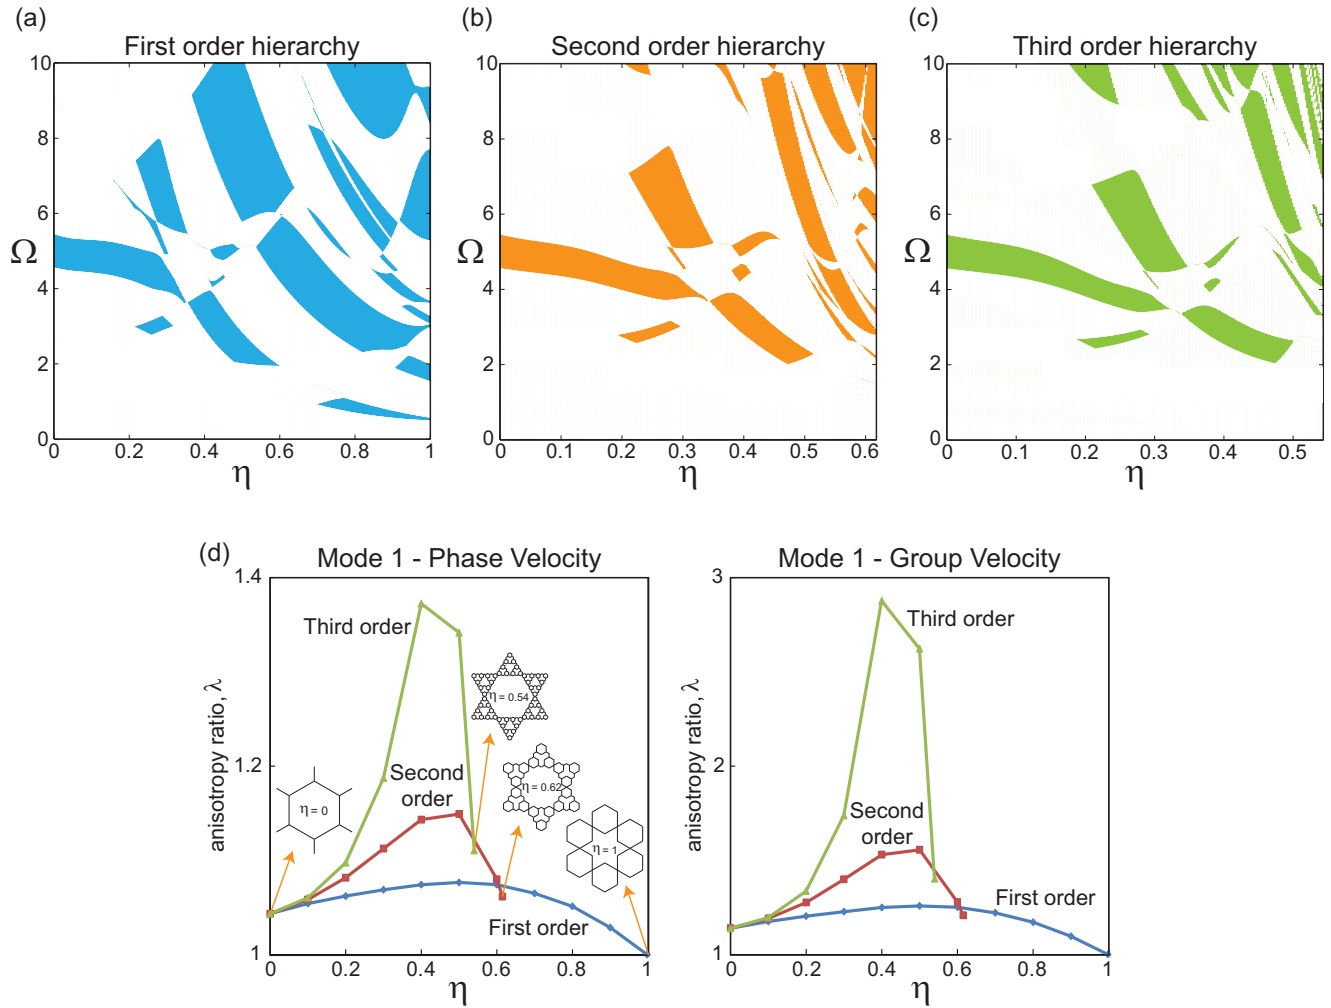 (a)
First order hierarchy
10
8
6
Ω
4
2
0
0 0.2 0.4 0.6 0.8 1
η
(b)
Second order hierarchy
10
8
6
Ω
4
2
0
0 0.1 0.2 0.3 0.4 0.5 0.6
η
(c)
Third order hierarchy
10
8
6
Ω
4
2
0
0 0.1 0.2 0.3 0.4 0.5
η
(d)
Mode 1 - Phase Velocity
1.4
1.2
1
anisotropy ratio, λ
Third order
Second
order
First order
η = 0
η = 0.54
η = 0.62
η = 1
0 0.2 0.4 0.6 0.8 1
η
Mode 1 - Group Velocity
3
2
1
anisotropy ratio, λ
Third order
Second
order
First order
0 0.2 0.4 0.6 0.8 1
η